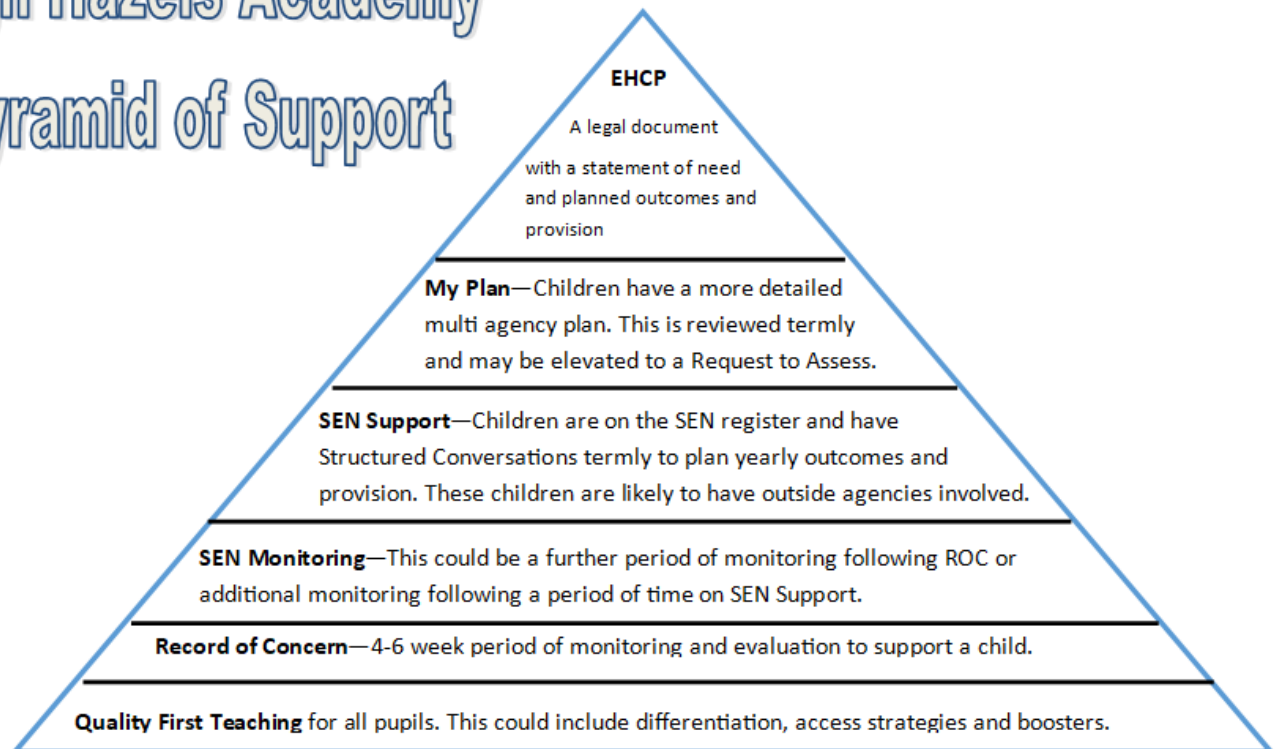 Hazels Academy
yramid of Support
EHCP
A legal document
with a statement of need
and planned outcomes and
provision
My Plan—Children have a more detailed
multi agency plan. This is reviewed termly
and may be elevated to a Request to Assess.
SEN Support—Children are on the SEN register and have
Structured Conversations termly to plan yearly outcomes and
provision. These children are likely to have outside agencies involved.
SEN Monitoring—This could be a further period of monitoring following ROC or
additional monitoring following a period of time on SEN Support.
Record of Concern—4-6 week period of monitoring and evaluation to support a child.
Quality First Teaching for all pupils. This could include differentiation, access strategies and boosters.